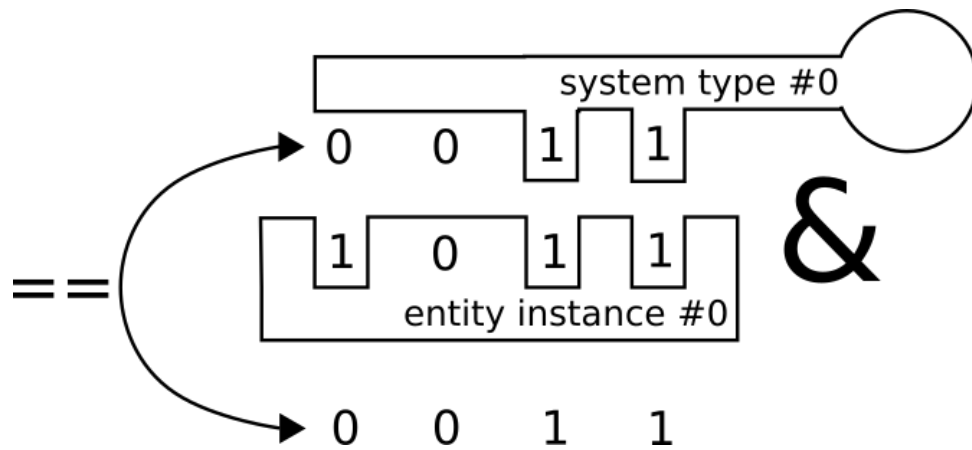 system type #0
0 0 1 1
&
1 0 1 1
==
entity instance #0
0 0 1 1